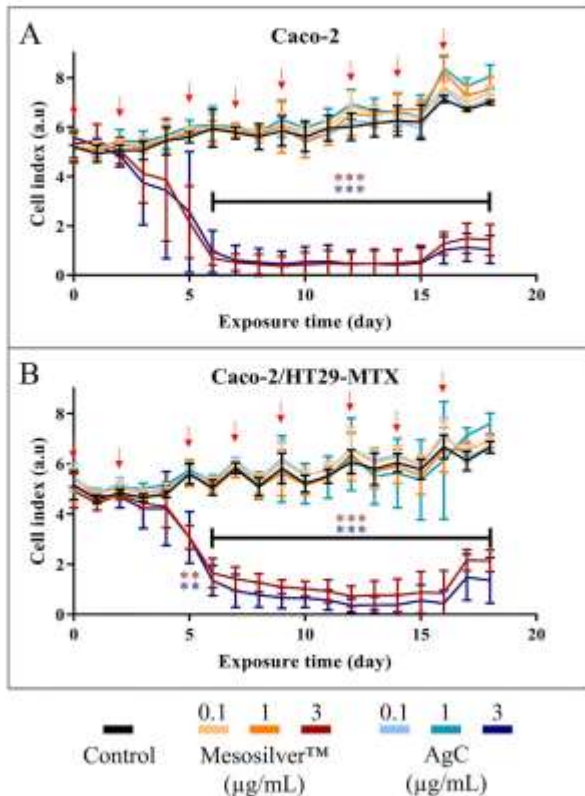 A
Caco-2
Cell index (a.u)
8
6
4
2
0
***
***
0 5 10 15 20
Exposure time (day)
B
Caco-2/HT29-MTX
Cell index (a.u)
8
6
4
2
0
***
***
**
**
0 5 10 15 20
Exposure time (day)
0.1 1 3 0.1 1 3
Control Mesosilver™ AgC
(µg/mL) (µg/mL)